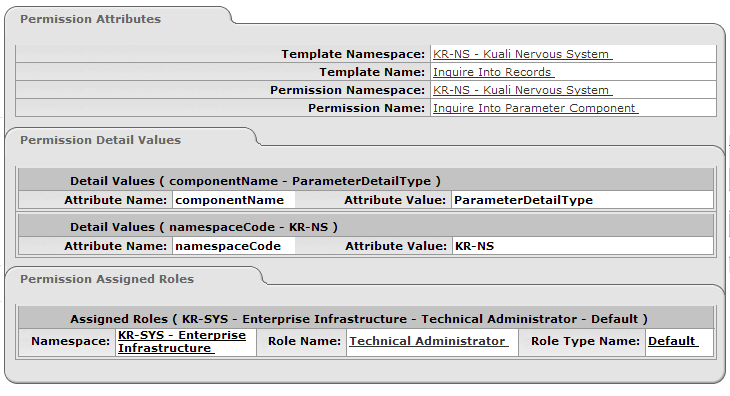 Permission Attributes
Template Namespace: KR-NS - Kuali Nervous System
Template Name: Inquire Into Records
Permission Namespace: KR-NS - Kuali Nervous System
Permission Name: Inquire Into Parameter Component
Permission Detail Values
Detail Values ( componentName - ParameterDetailType )
Attribute Name: componentName Attribute Value: ParameterDetailType
Detail Values ( namespaceCode - KR-NS )
Attribute Name: namespaceCode Attribute Value: KR-NS
Permission Assigned Roles
Assigned Roles ( KR-SYS - Enterprise Infrastructure - Technical Administrator - Default )
Namespace: KR-SYS - Enterprise Infrastructure Role Name: Technical Administrator Role Type Name: Default